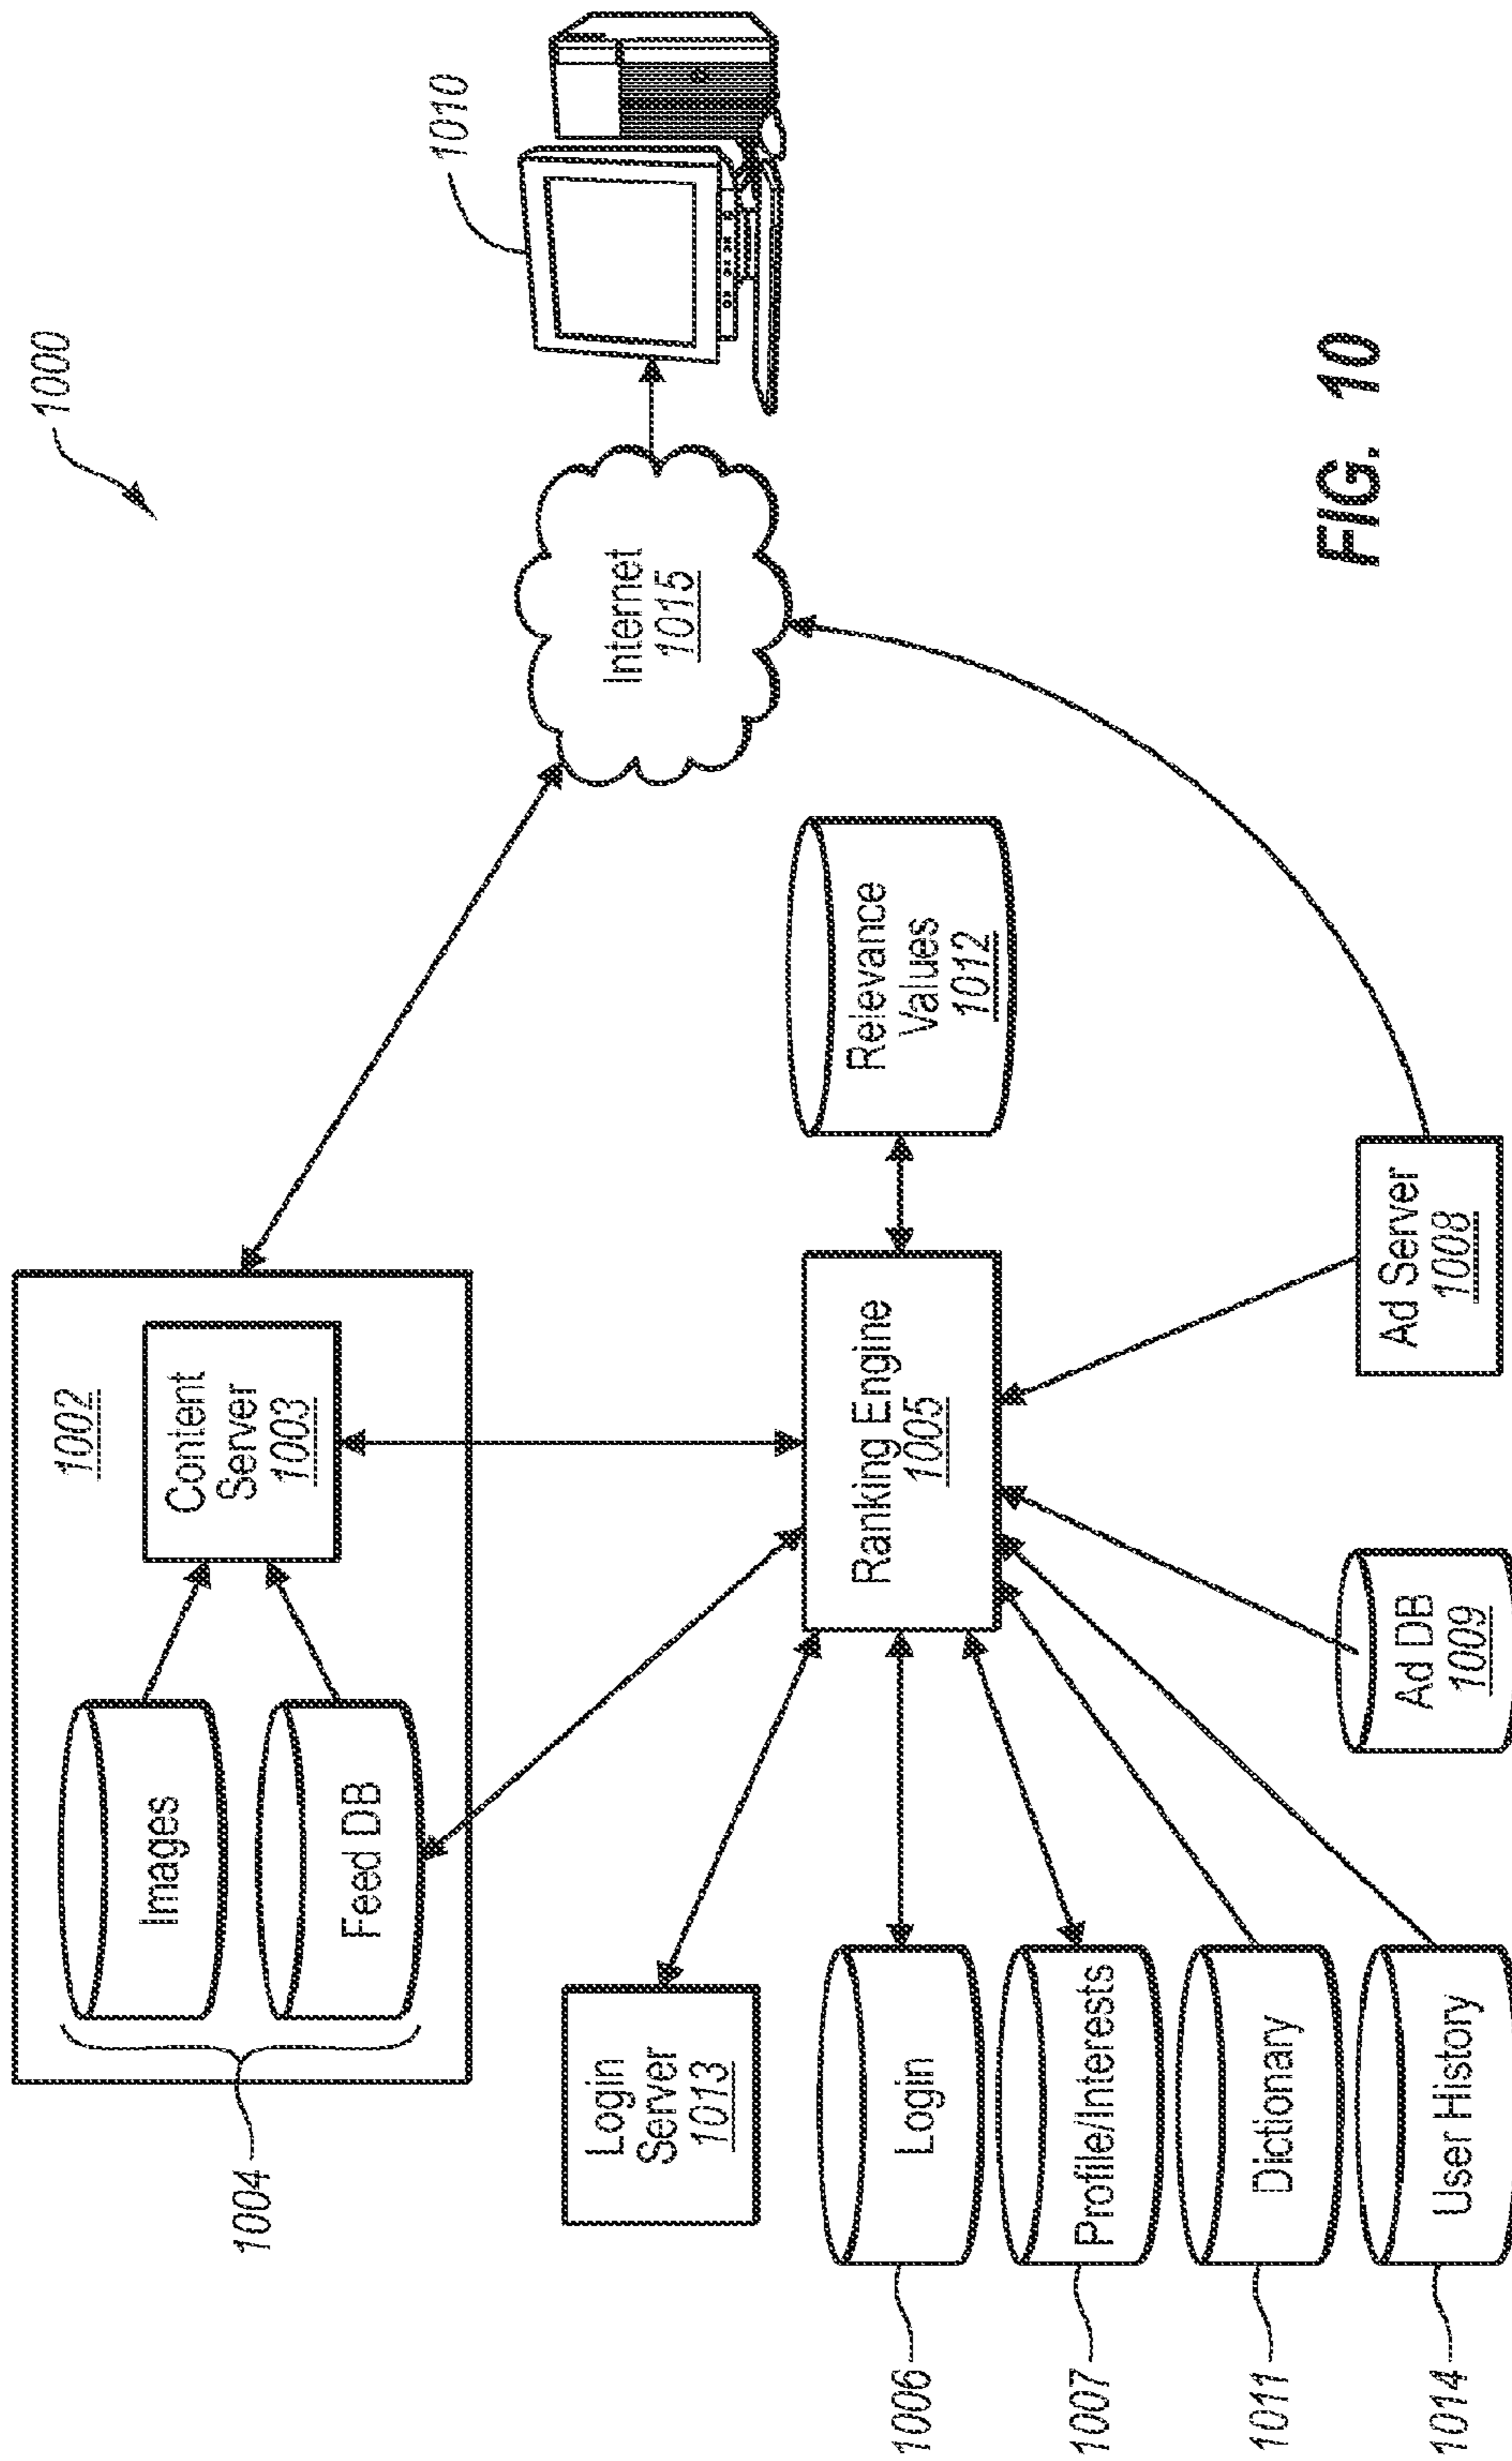 1000
1002
Content
Server
1003
Images
Feed DB
1004
1010
Internet
1015
Login
Server
1013
Ranking Engine
1005
Relevance
Values
1012
1006
Login
1007
Profile/Interests
1011
Dictionary
1014
User History
Ad DB
1009
Ad Server
1008
FIG. 10